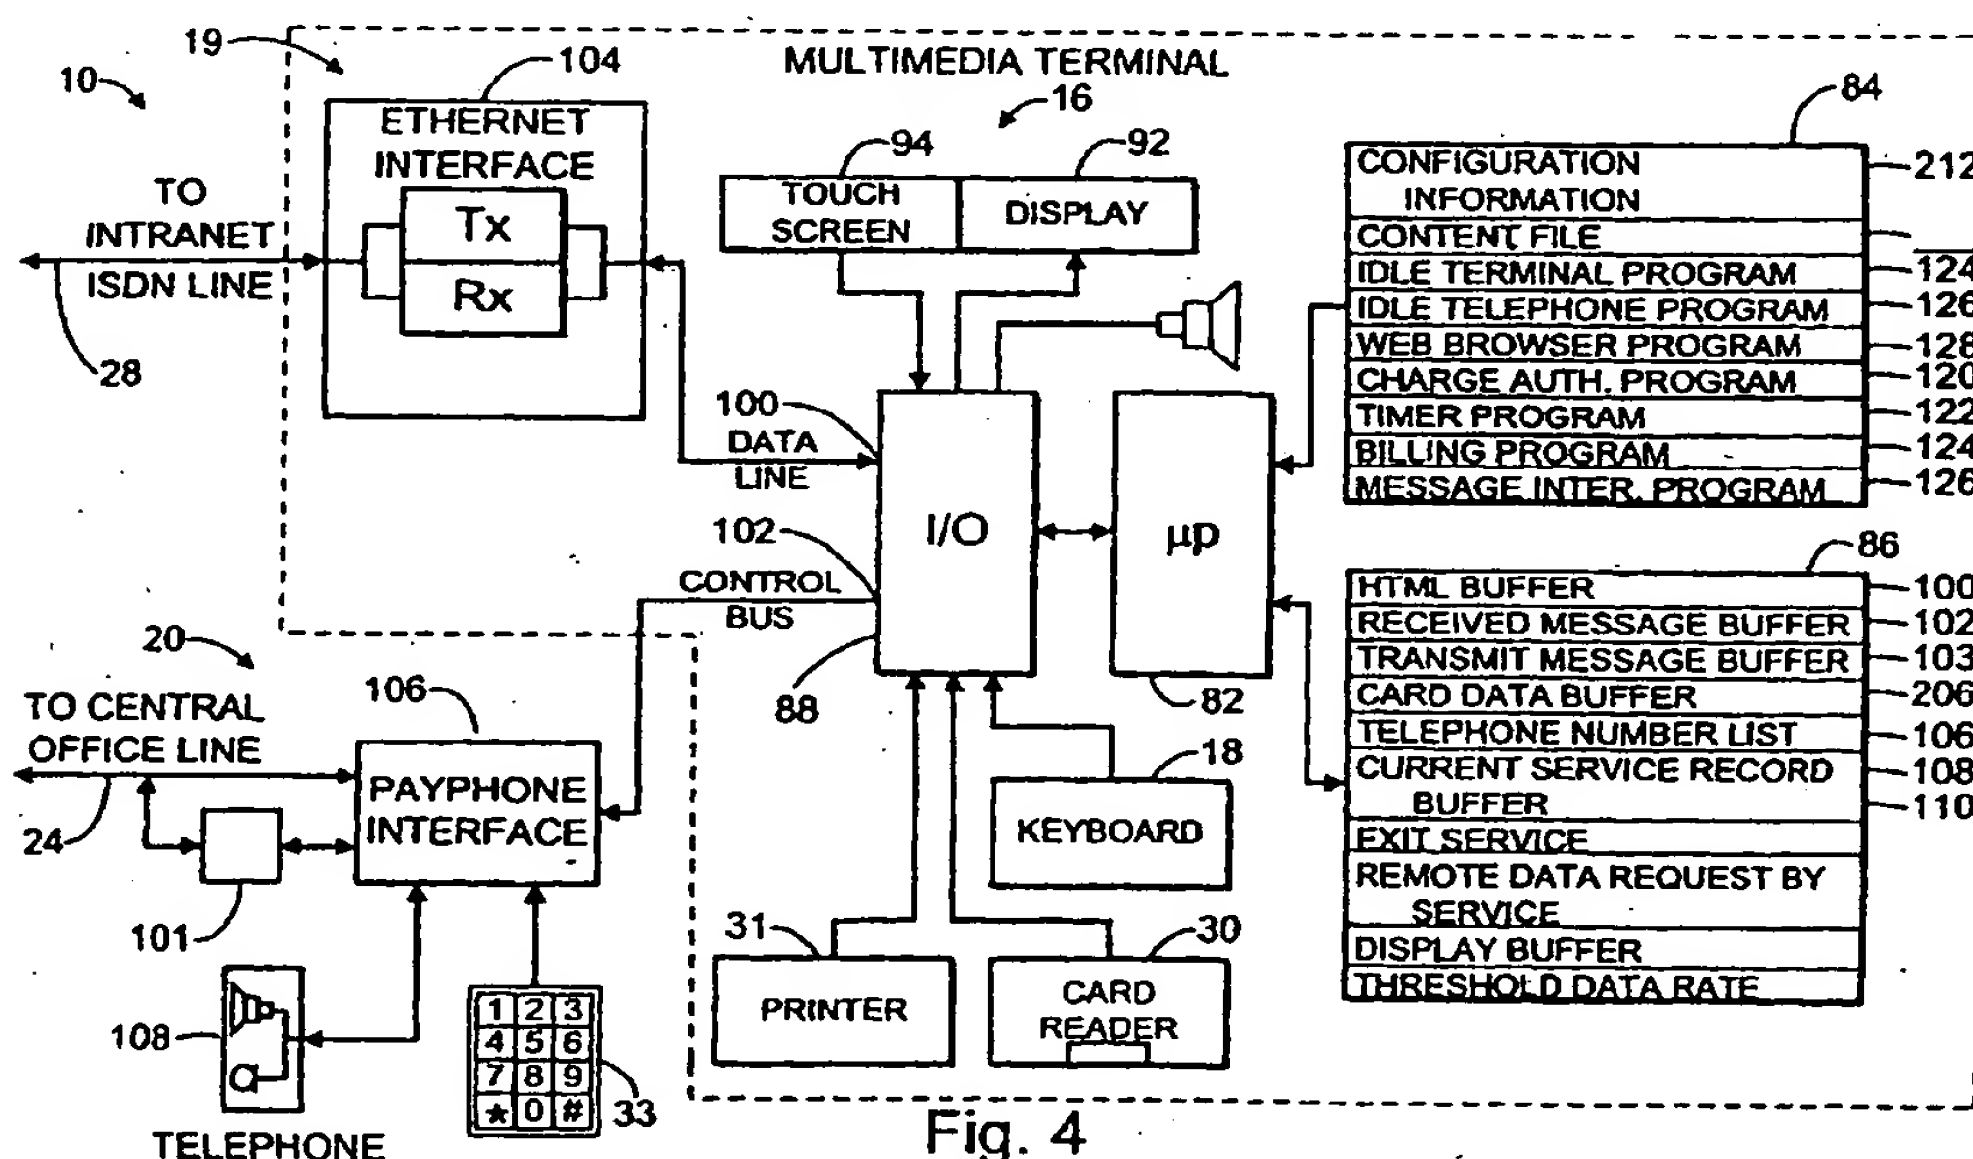 MULTIMEDIA TERMINAL
10
19
104
16
ETHERNET
INTERFACE
Tx
Rx
TO
INTRANET
ISDN LINE
28
94
92
TOUCH
SCREEN
DISPLAY
100
DATA
LINE
102
CONTROL
BUS
88
I/O
µp
82
84
CONFIGURATION
INFORMATION
212
CONTENT FILE
IDLE TERMINAL PROGRAM
124
IDLE TELEPHONE PROGRAM
126
WEB BROWSER PROGRAM
128
CHARGE AUTH. PROGRAM
120
TIMER PROGRAM
122
BILLING PROGRAM
124
MESSAGE INTER. PROGRAM
126
86
HTML BUFFER
100
RECEIVED MESSAGE BUFFER
102
TRANSMIT MESSAGE BUFFER
103
CARD DATA BUFFER
206
TELEPHONE NUMBER LIST
106
CURRENT SERVICE RECORD
108
BUFFER
110
EXIT SERVICE
REMOTE DATA REQUEST BY
SERVICE
DISPLAY BUFFER
THRESHOLD DATA RATE
20
TO CENTRAL
OFFICE LINE
24
106
PAYPHONE
INTERFACE
101
108
TELEPHONE
1 2 3
4 5 6
7 8 9
* 0 #
33
18
KEYBOARD
31
PRINTER
30
CARD
READER
Fig. 4